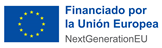 Financiado por
la Unión Europea
NextGenerationEU